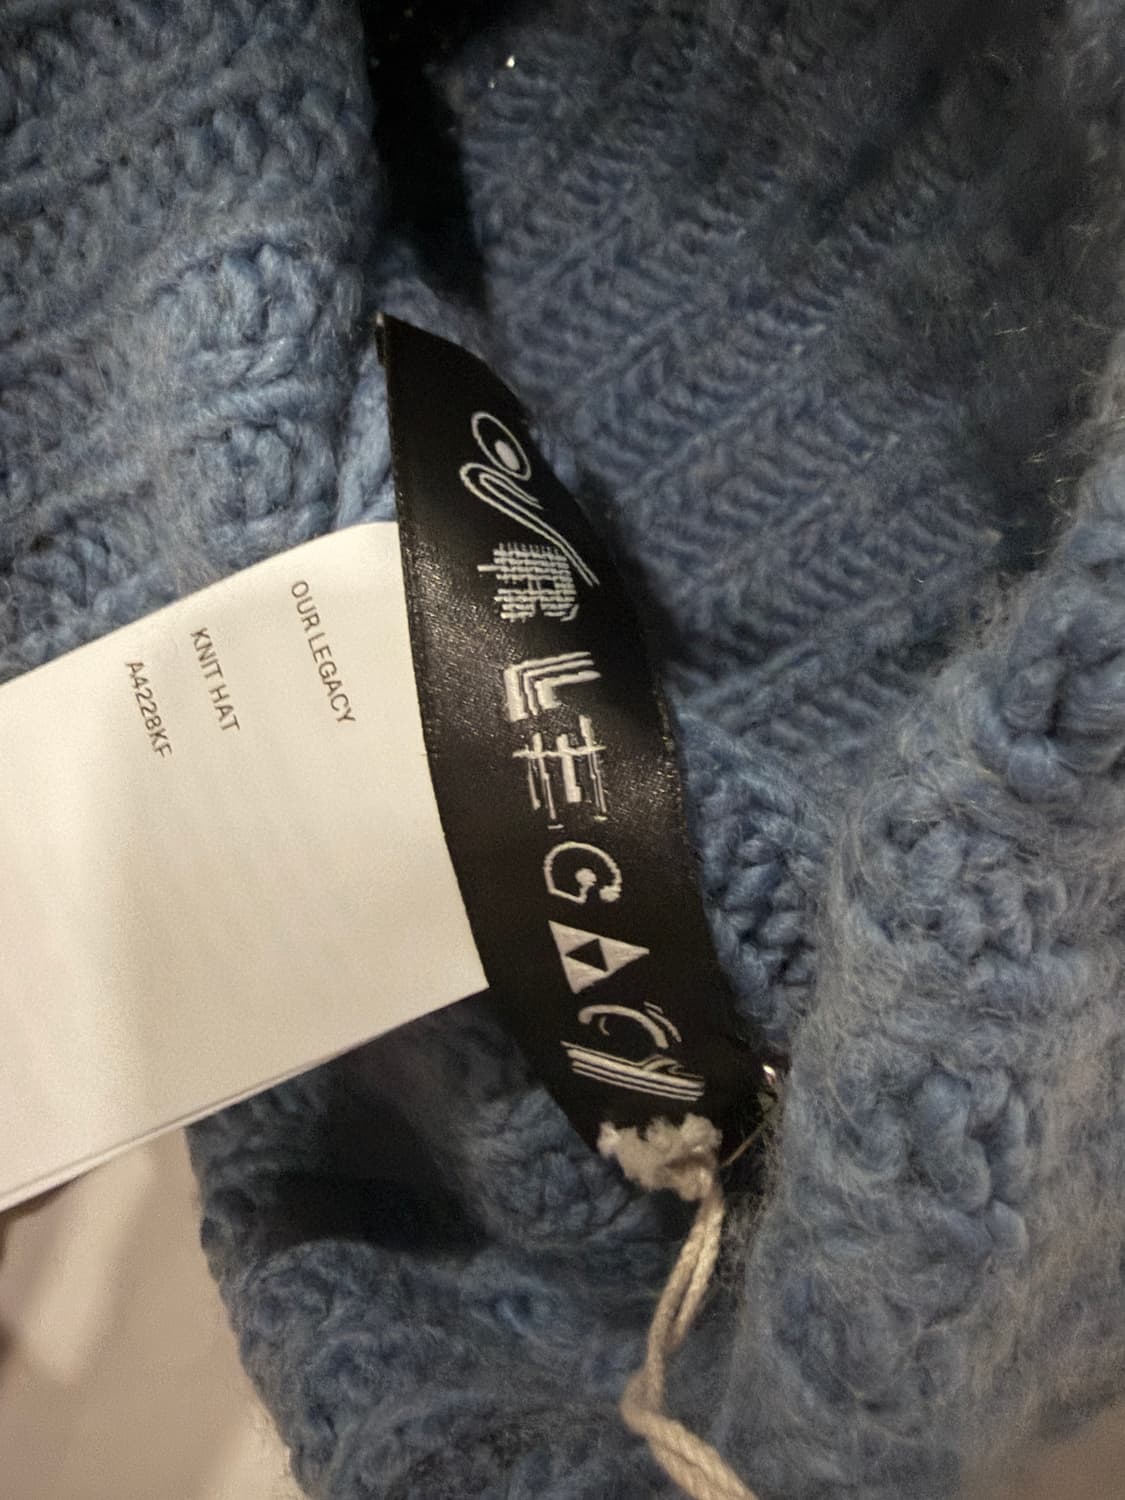 OUR LEGACY
KNIT HAT
A4228KF
OUR LEGACY